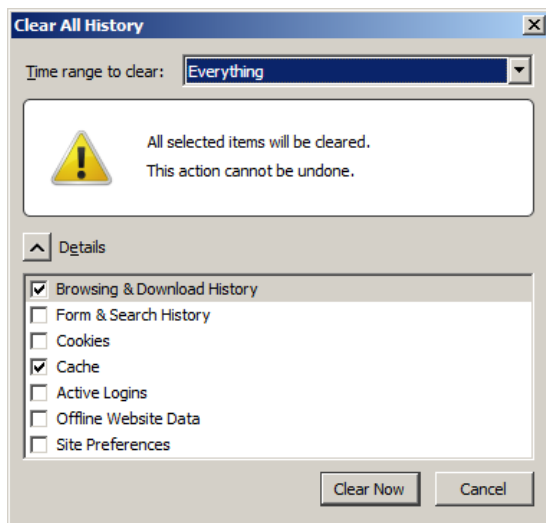 Clear All History
Time range to clear: Everything
All selected items will be cleared.
This action cannot be undone.
Details
Browsing & Download History
Form & Search History
Cookies
Cache
Active Logins
Offline Website Data
Site Preferences
Clear Now Cancel